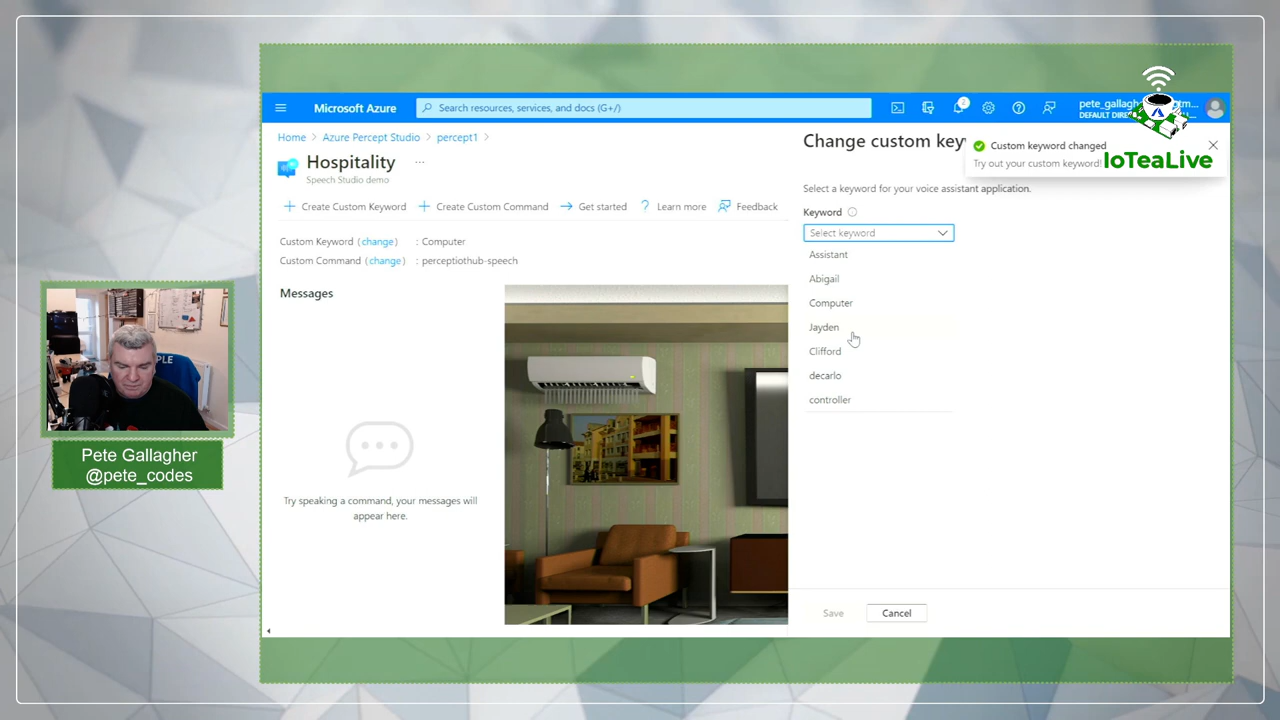 Microsoft Azure
Search resources, services, and docs (G+/)
2
pete_gallagh
tm...
DEFAULT DIRE
Home > Azure Percept Studio > percept1 >
Hospitality ...
Speech Studio demo
+ Create Custom Keyword + Create Custom Command → Get started ? Learn more Feedback
Custom Keyword (change) : Computer
Custom Command (change) : perceptiothub-speech
Messages
Try speaking a command, your messages will
appear here.
Change custom key
Custom keyword changed
Try out your custom keyword!
IoTeaLive
Select a keyword for your voice assistant application.
Keyword
Select keyword
Assistant
Abigail
Computer
Jayden
Clifford
decarlo
controller
Save Cancel
PLE
Pete Gallagher
@pete_codes